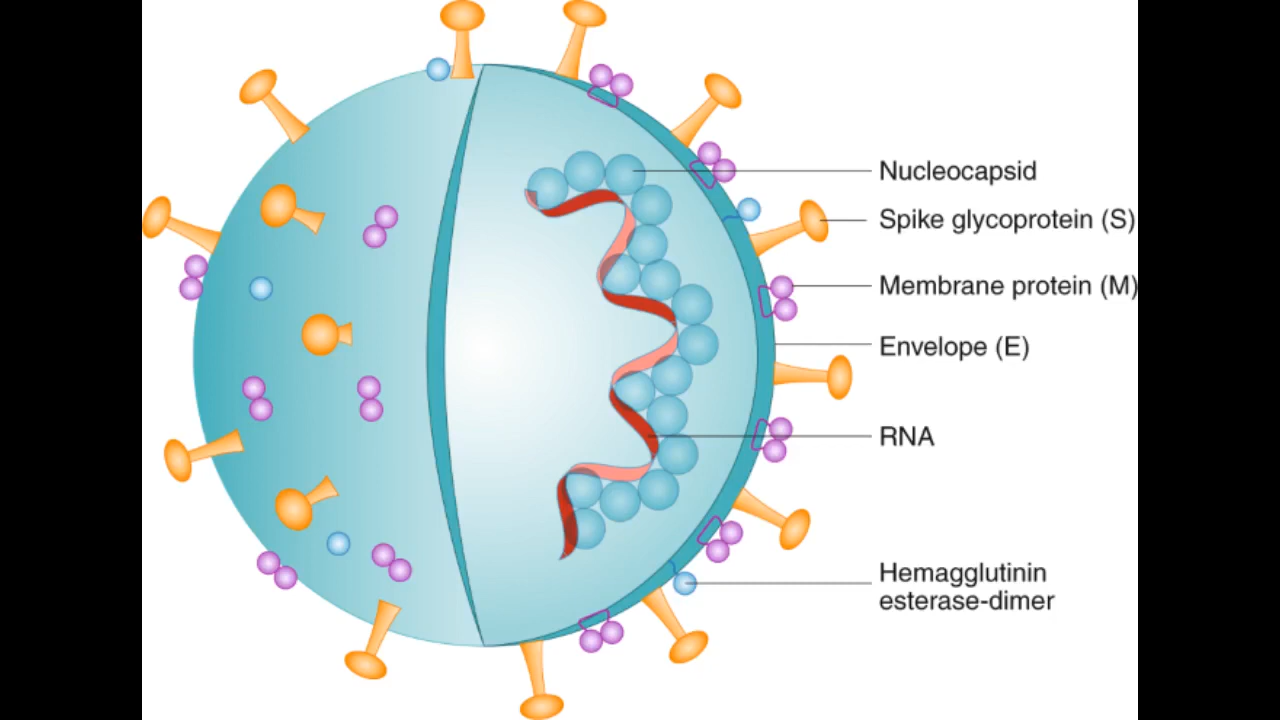 Nucleocapsid
Spike glycoprotein (S)
Membrane protein (M)
Envelope (E)
RNA
Hemagglutinin
esterase-dimer